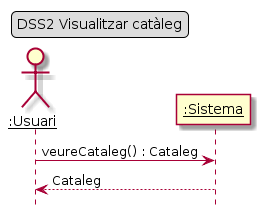 DSS2 Visualitzar catàleg
:Usuari
:Sistema
veureCataleg() : Cataleg
Cataleg